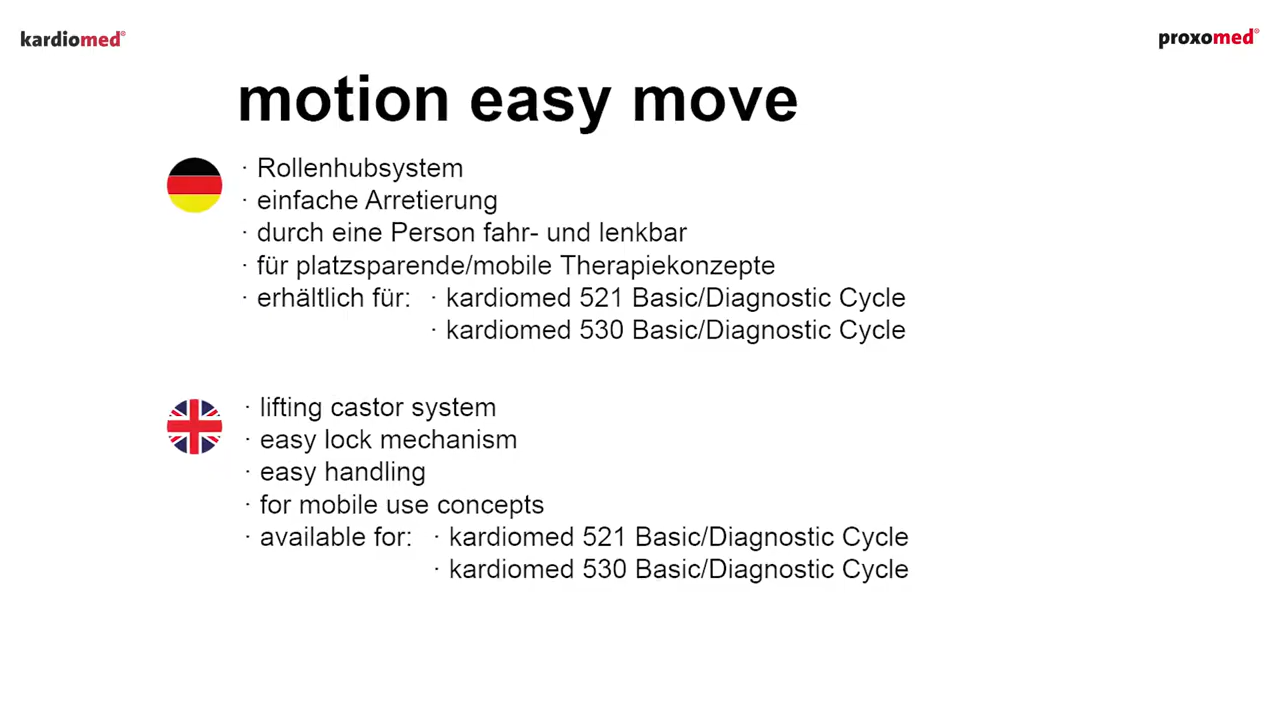 kardiomed®
proxomed®
motion easy move
· Rollenhubsystem
· einfache Arretierung
· durch eine Person fahr- und lenkbar
· für platzsparende/mobile Therapiekonzepte
· erhältlich für: · kardiomed 521 Basic/Diagnostic Cycle
· kardiomed 530 Basic/Diagnostic Cycle
· lifting castor system
· easy lock mechanism
· easy handling
· for mobile use concepts
· available for: · kardiomed 521 Basic/Diagnostic Cycle
· kardiomed 530 Basic/Diagnostic Cycle